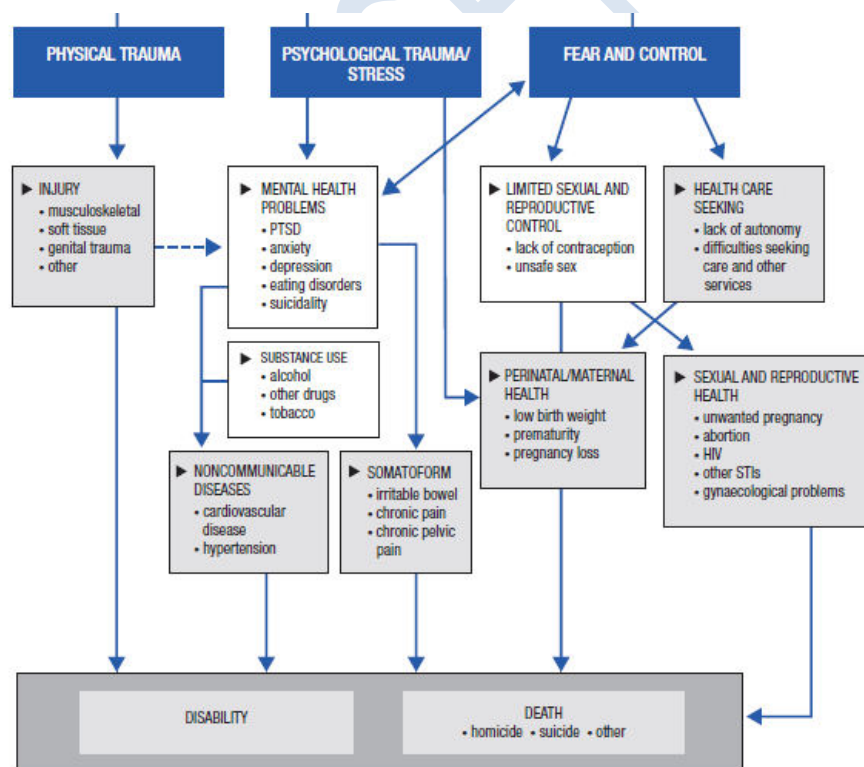 PHYSICAL TRAUMA
PSYCHOLOGICAL TRAUMA/
STRESS
FEAR AND CONTROL
▶ INJURY
• musculoskeletal
• soft tissue
• genital trauma
• other
▶ MENTAL HEALTH
PROBLEMS
• PTSD
• anxiety
• depression
• eating disorders
• suicidality
▶ LIMITED SEXUAL AND
REPRODUCTIVE
CONTROL
• lack of contraception
• unsafe sex
▶ HEALTH CARE
SEEKING
• lack of autonomy
• difficulties seeking
care and other
services
▶ SUBSTANCE USE
• alcohol
• other drugs
• tobacco
▶ PERINATAL/MATERNAL
HEALTH
• low birth weight
• prematurity
• pregnancy loss
▶ SEXUAL AND REPRODUCTIVE
HEALTH
• unwanted pregnancy
• abortion
• HIV
• other STIs
• gynaecological problems
▶ NONCOMMUNICABLE
DISEASES
• cardiovascular
disease
• hypertension
▶ SOMATOFORM
• irritable bowel
• chronic pain
• chronic pelvic
pain
DISABILITY
DEATH
• homicide • suicide • other